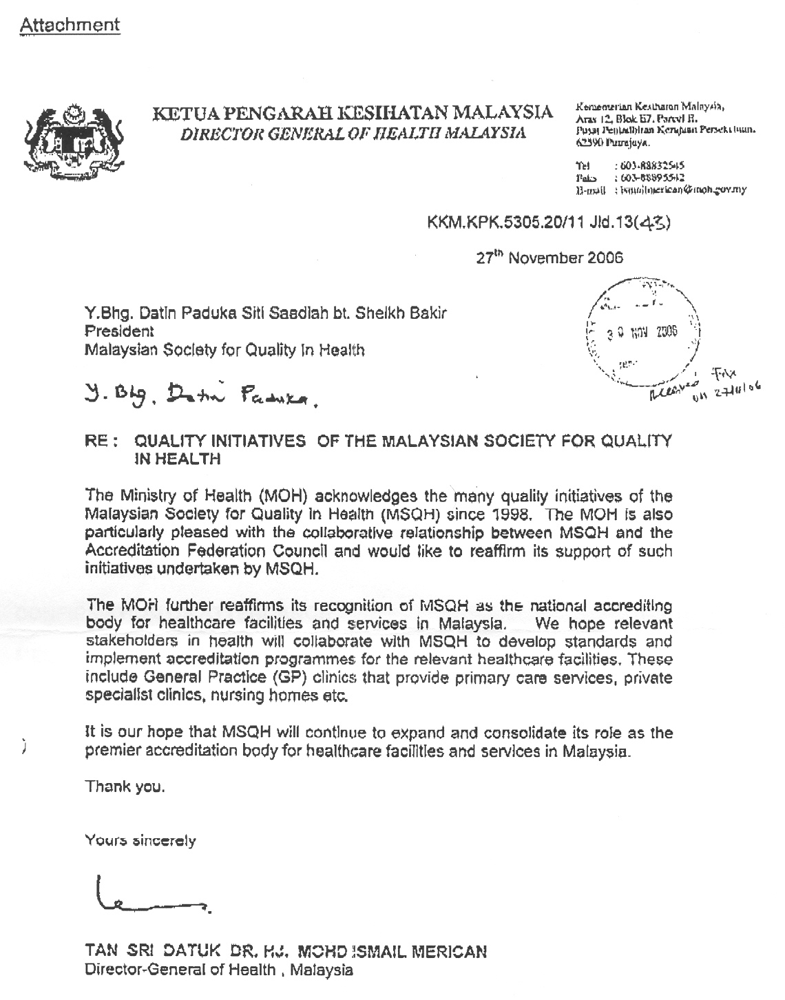 Attachment
KETUA PENGARAH KESIHATAN MALAYSIA
DIRECTOR GENERAL OF HEALTH MALAYSIA
Kementerian Kesihatan Malaysia,
Aras 12, Blok E7, Parcel E,
Pusat Pentadbiran Kerajaan Persekutuan,
62590 Putrajaya.
Tel : 603-88832545
Faks : 603-88895542
E-mail : ismailmerican@moh.gov.my
KKM.KPK.5305.20/11 Jld.13(43)
27th November 2006
Y.Bhg. Datin Paduka Siti Saadiah bt. Sheikh Bakir
President
Malaysian Society for Quality in Health
30 NOV 2006
Received Fax
on 27/11/06
Y. Bhg. Datin Paduka,
RE : QUALITY INITIATIVES OF THE MALAYSIAN SOCIETY FOR QUALITY
IN HEALTH
The Ministry of Health (MOH) acknowledges the many quality initiatives of the
Malaysian Society for Quality in Health (MSQH) since 1998. The MOH is also
particularly pleased with the collaborative relationship between MSQH and the
Accreditation Federation Council and would like to reaffirm its support of such
initiatives undertaken by MSQH.
The MOH further reaffirms its recognition of MSQH as the national accrediting
body for healthcare facilities and services in Malaysia. We hope relevant
stakeholders in health will collaborate with MSQH to develop standards and
implement accreditation programmes for the relevant healthcare facilities. These
include General Practice (GP) clinics that provide primary care services, private
specialist clinics, nursing homes etc.
It is our hope that MSQH will continue to expand and consolidate its role as the
premier accreditation body for healthcare facilities and services in Malaysia.
Thank you.
Yours sincerely
TAN SRI DATUK DR. HJ. MOHD ISMAIL MERICAN
Director-General of Health , Malaysia